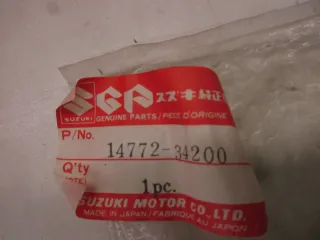 SGP スズキ純正
SUZUKI GENUINE PARTS / PIECE D'ORIGINE
P/No. 14772-34200
Q'ty 1pc.
SUZUKI MOTOR CO., LTD.
MADE IN JAPAN / FABRIQUE AU JAPON